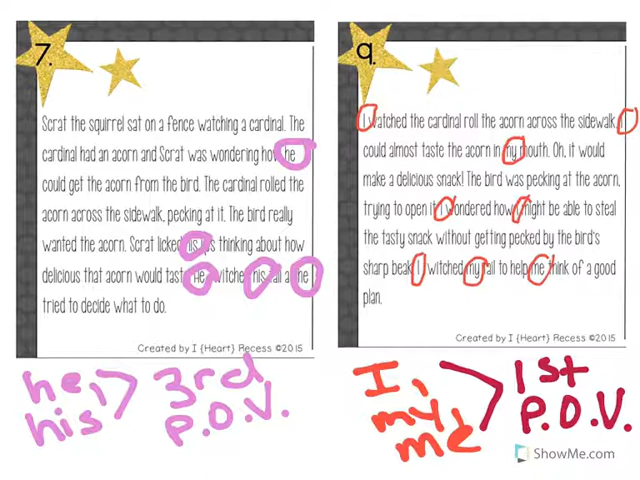 7.
Scrat the squirrel sat on a fence watching a cardinal. The
cardinal had an acorn and Scrat was wondering how he
could get the acorn from the bird. The cardinal rolled the
acorn across the sidewalk, pecking at it. The bird really
wanted the acorn. Scrat licked his lips thinking about how
delicious that acorn would taste. He twitched his tail as he
tried to decide what to do.
Created by I {Heart} Recess ©2015
he, his > 3rd P.O.V.
9.
I watched the cardinal roll the acorn across the sidewalk. I
could almost taste the acorn in my mouth. Oh, it would
make a delicious snack! The bird was pecking at the acorn,
trying to open it. I wondered how I might be able to steal
the tasty snack without getting pecked by the bird's
sharp beak. I twitched my tail to help me think of a good
plan.
Created by I {Heart} Recess ©2015
I, my, me > 1st P.O.V.
ShowMe.com